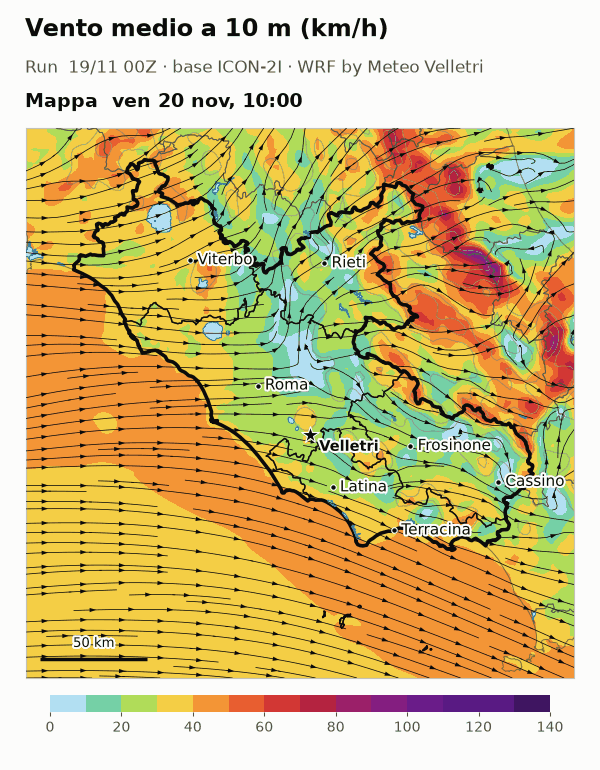 Vento medio a 10 m (km/h)
Run 19/11 00Z · base ICON-2I · WRF by Meteo Velletri
Mappa ven 20 nov, 10:00
Viterbo
Rieti
Roma
Velletri
Frosinone
Latina
Cassino
Terracina
50 km
0 20 40 60 80 100 120 140